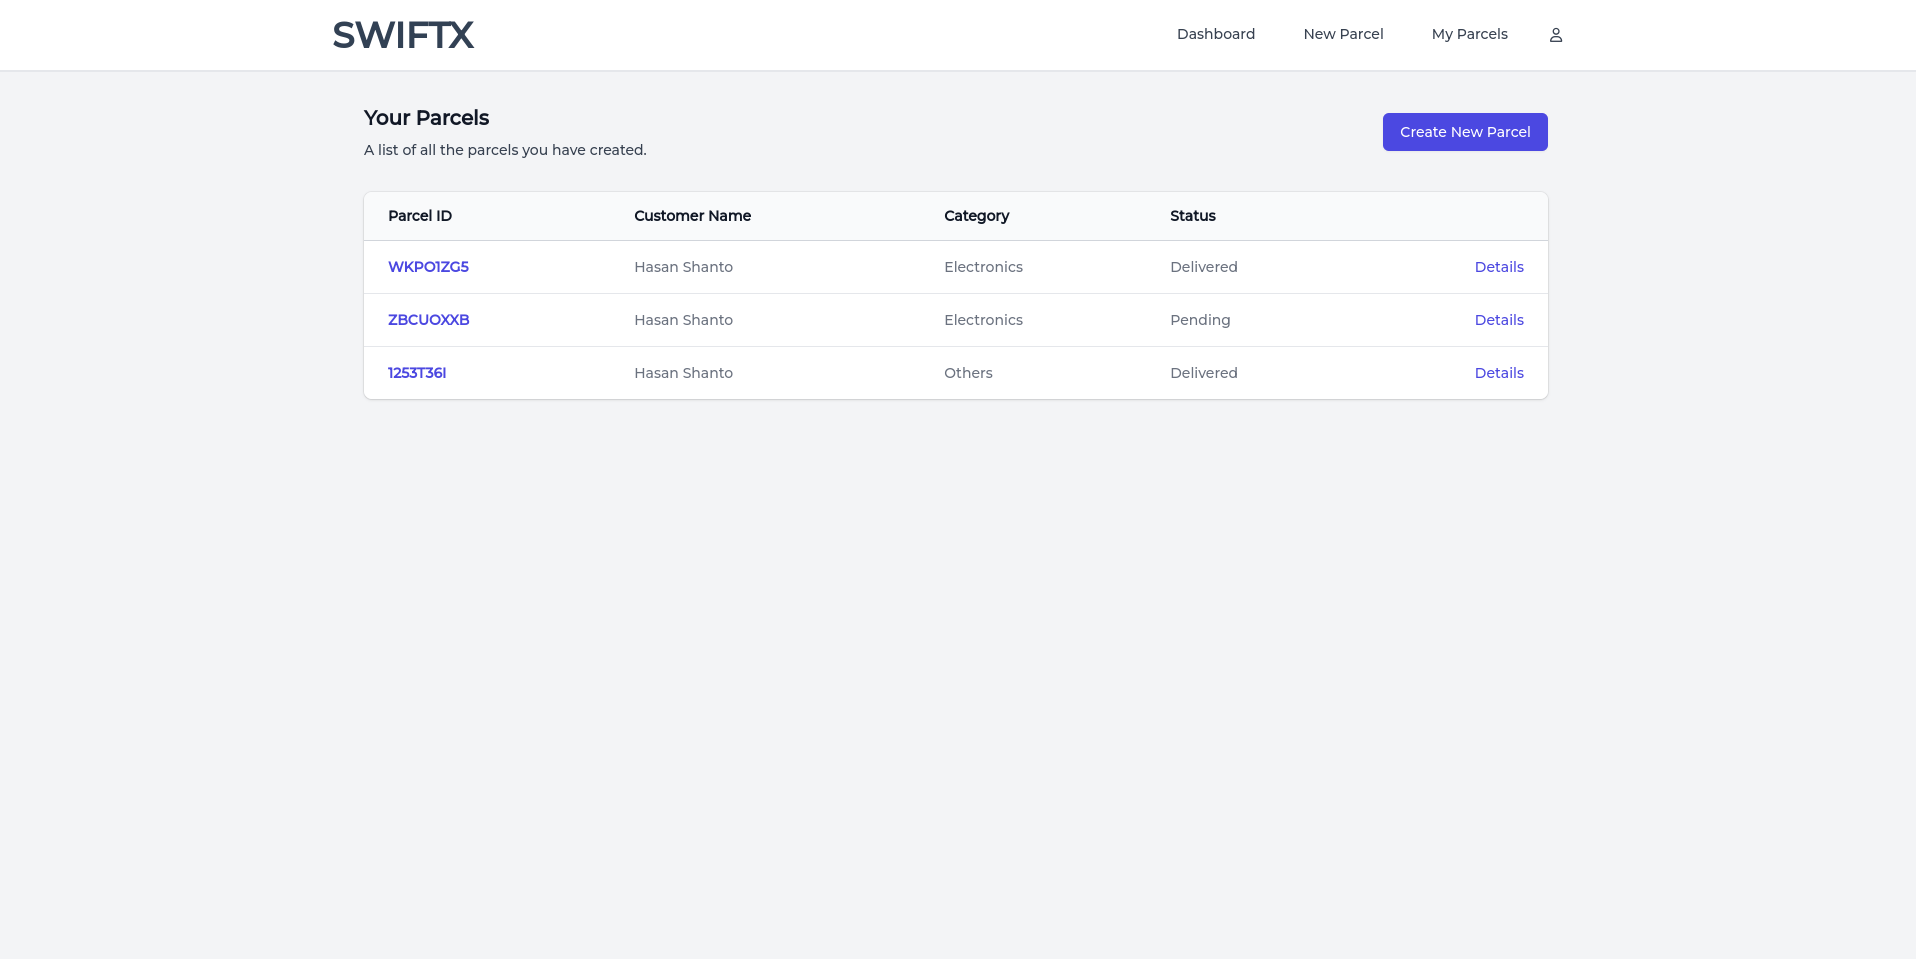 SWIFTX Dashboard New Parcel My Parcels
Your Parcels
Create New Parcel
A list of all the parcels you have created.
Parcel ID Customer Name Category Status
WKPO1ZG5 Hasan Shanto Electronics Delivered Details
ZBCUOXXB Hasan Shanto Electronics Pending Details
1253T36I Hasan Shanto Others Delivered Details